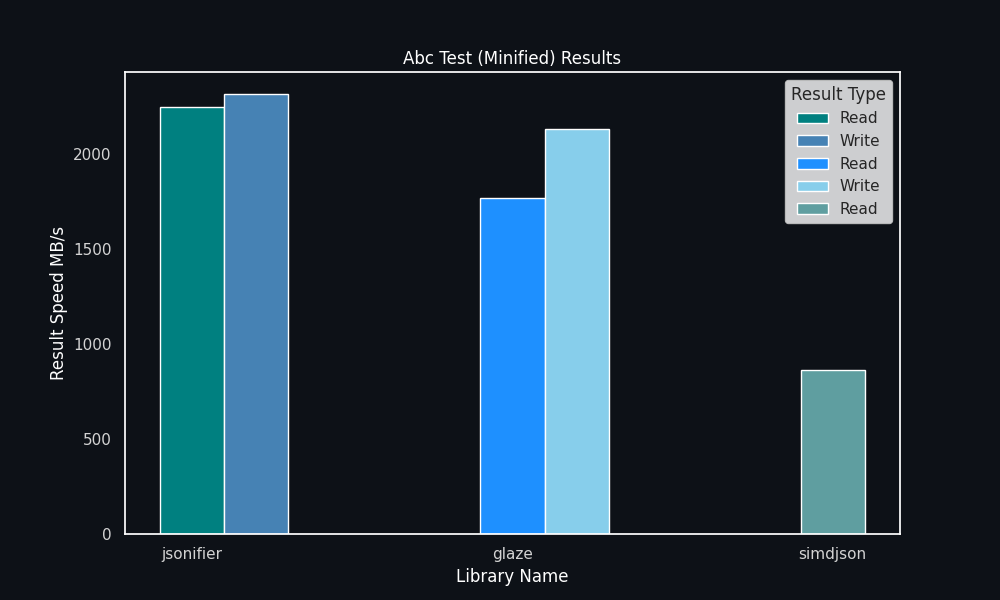 Abc Test (Minified) Results
Result Type
Read
Write
Read
Write
Read
Result Speed MB/s
2000
1500
1000
500
0
jsonifier
glaze
simdjson
Library Name